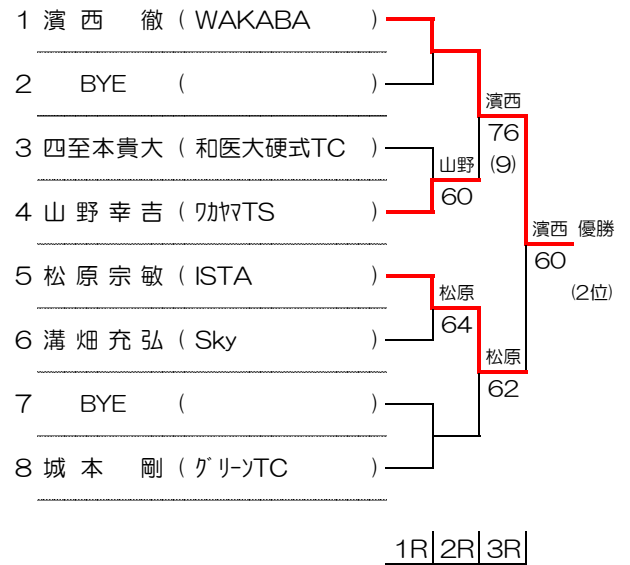 1 濱 西 　 徹 ( WAKABA )
2 BYE ( )
濱西
3 四至本貴大 ( 和医大硬式TC )
76
山野 (9)
60
4 山 野 幸 吉 ( ワカヤマTS )
濱西 優勝
60
5 松 原 宗 敏 ( ISTA )
松原 (2位)
64
6 溝 畑 充 弘 ( Sky )
松原
62
7 BYE ( )
8 城 本 　 剛 ( グリーンTC )
1R 2R 3R